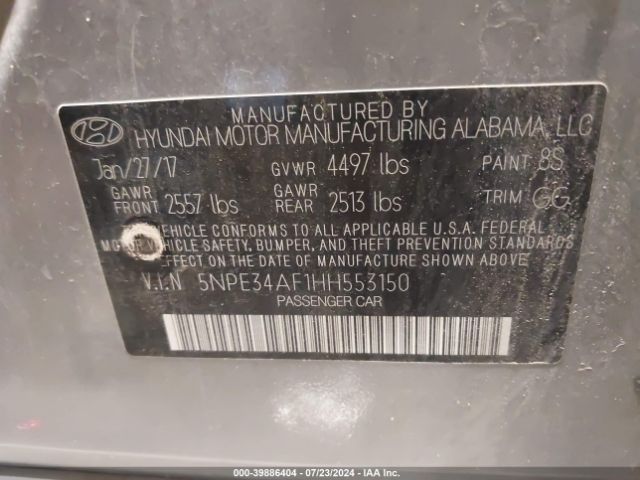 MANUFACTURED BY
HYUNDAI MOTOR MANUFACTURING ALABAMA, LLC
Jan/27/17 GVWR 4497 lbs PAINT 8S
GAWR FRONT 2557 lbs GAWR REAR 2513 lbs TRIM GG
VEHICLE CONFORMS TO ALL APPLICABLE U.S.A. FEDERAL
MOTOR VEHICLE SAFETY, BUMPER, AND THEFT PREVENTION STANDARDS
EFFECT ON THE DATE OF MANUFACTURE SHOWN ABOVE.
V.I.N 5NPE34AF1HH553150
PASSENGER CAR
000-39886404 / 07/23/2024 - IAA Inc.